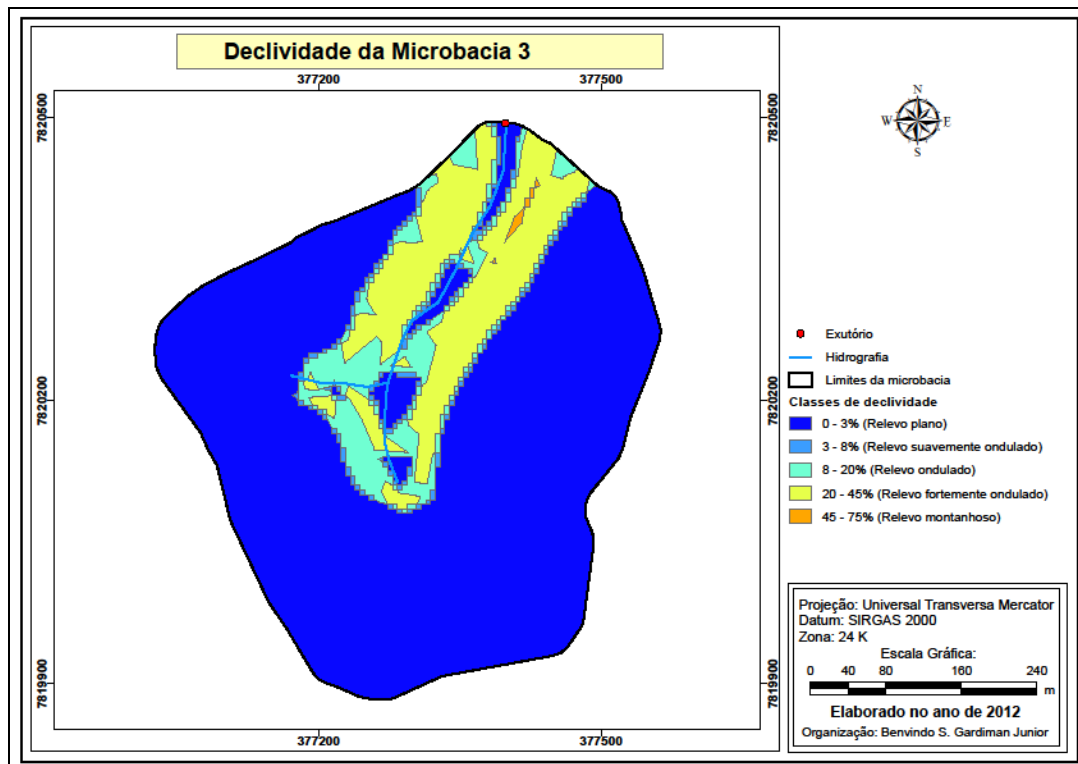 Declividade da Microbacia 3
377200
377500
7820500
7820500
N
W
E
S
Exutório
Hidrografia
Limites da microbacia
Classes de declividade
0 - 3% (Relevo plano)
3 - 8% (Relevo suavemente ondulado)
8 - 20% (Relevo ondulado)
20 - 45% (Relevo fortemente ondulado)
45 - 75% (Relevo montanhoso)
7820200
7820200
7819900
7819900
377200
377500
Projeção: Universal Transversa Mercator
Datum: SIRGAS 2000
Zona: 24 K
Escala Gráfica:
0 40 80 160 240
m
Elaborado no ano de 2012
Organização: Benvindo S. Gardiman Junior